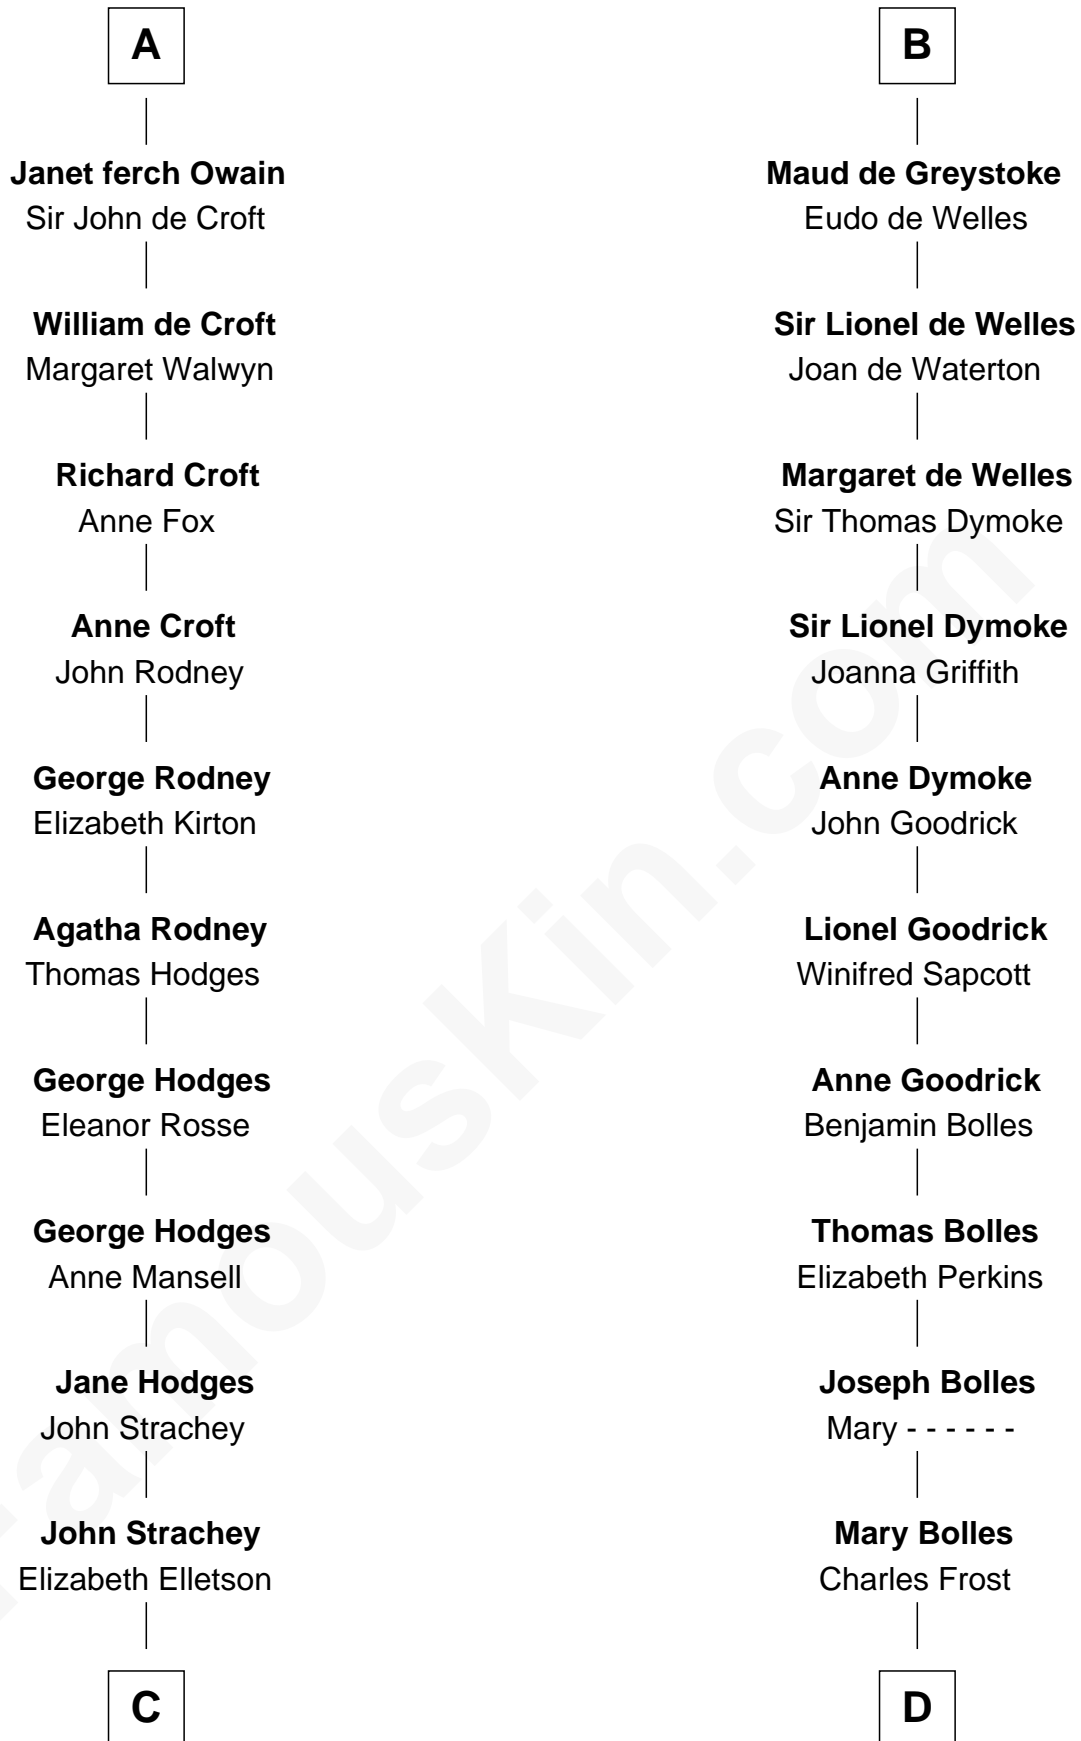 A
Janet ferch Owain
Sir John de Croft
William de Croft
Margaret Walwyn
Richard Croft
Anne Fox
Anne Croft
John Rodney
George Rodney
Elizabeth Kirton
Agatha Rodney
Thomas Hodges
George Hodges
Eleanor Rosse
George Hodges
Anne Mansell
Jane Hodges
John Strachey
John Strachey
Elizabeth Elletson
C
B
Maud de Greystoke
Eudo de Welles
Sir Lionel de Welles
Joan de Waterton
Margaret de Welles
Sir Thomas Dymoke
Sir Lionel Dymoke
Joanna Griffith
Anne Dymoke
John Goodrick
Lionel Goodrick
Winifred Sapcott
Anne Goodrick
Benjamin Bolles
Thomas Bolles
Elizabeth Perkins
Joseph Bolles
Mary - - - - - -
Mary Bolles
Charles Frost
D
FamousKin.com